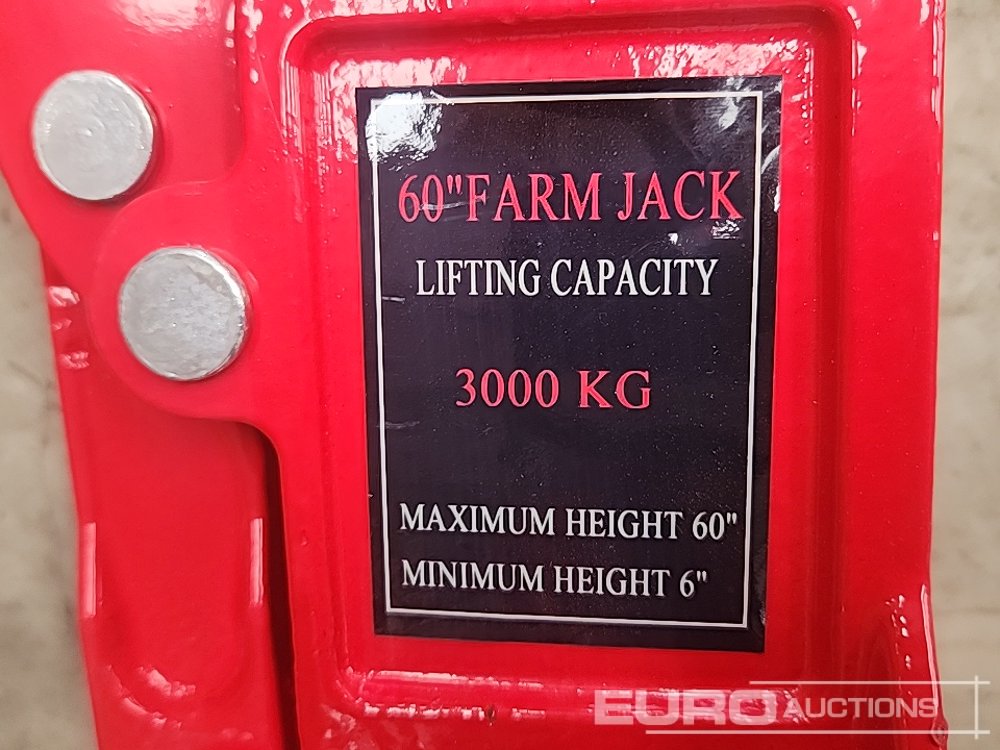 60"FARM JACK
LIFTING CAPACITY
3000 KG
MAXIMUM HEIGHT 60"
MINIMUM HEIGHT 6"
EURO AUCTIONS